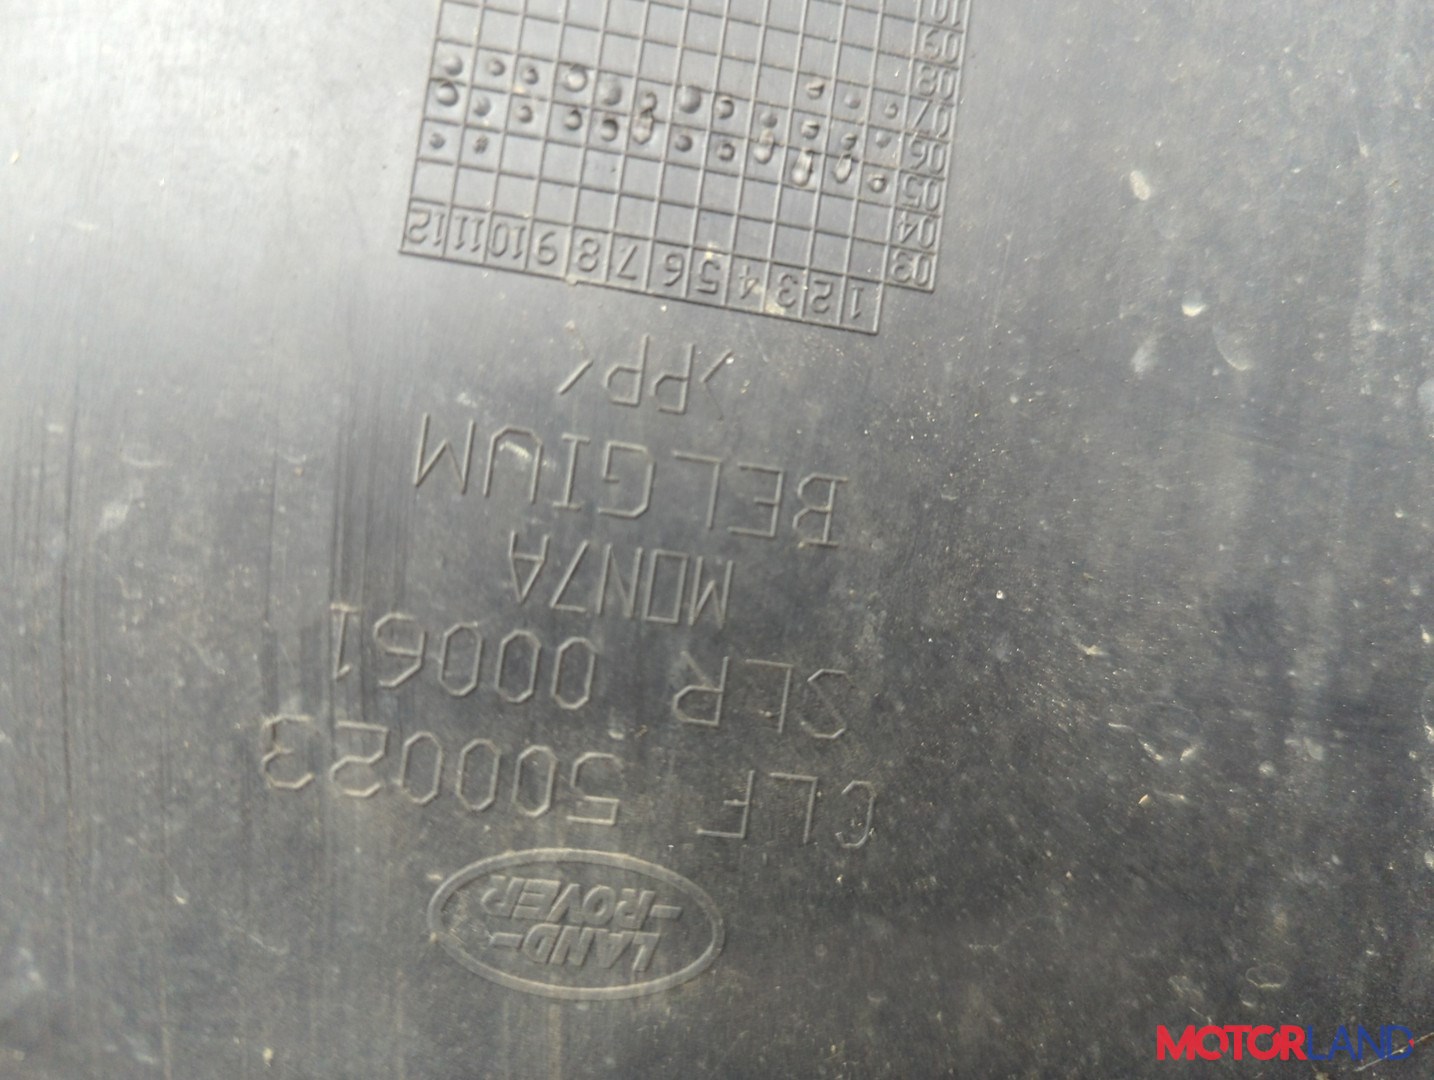 LAND-
-ROVER
CLF 500023
SLR 00061
MON7A
BELGIUM
>PP<
1 2 3 4 5 6 7 8 9 10 11 12
03
04
05
06
07
08
09
10
MOTORLAND